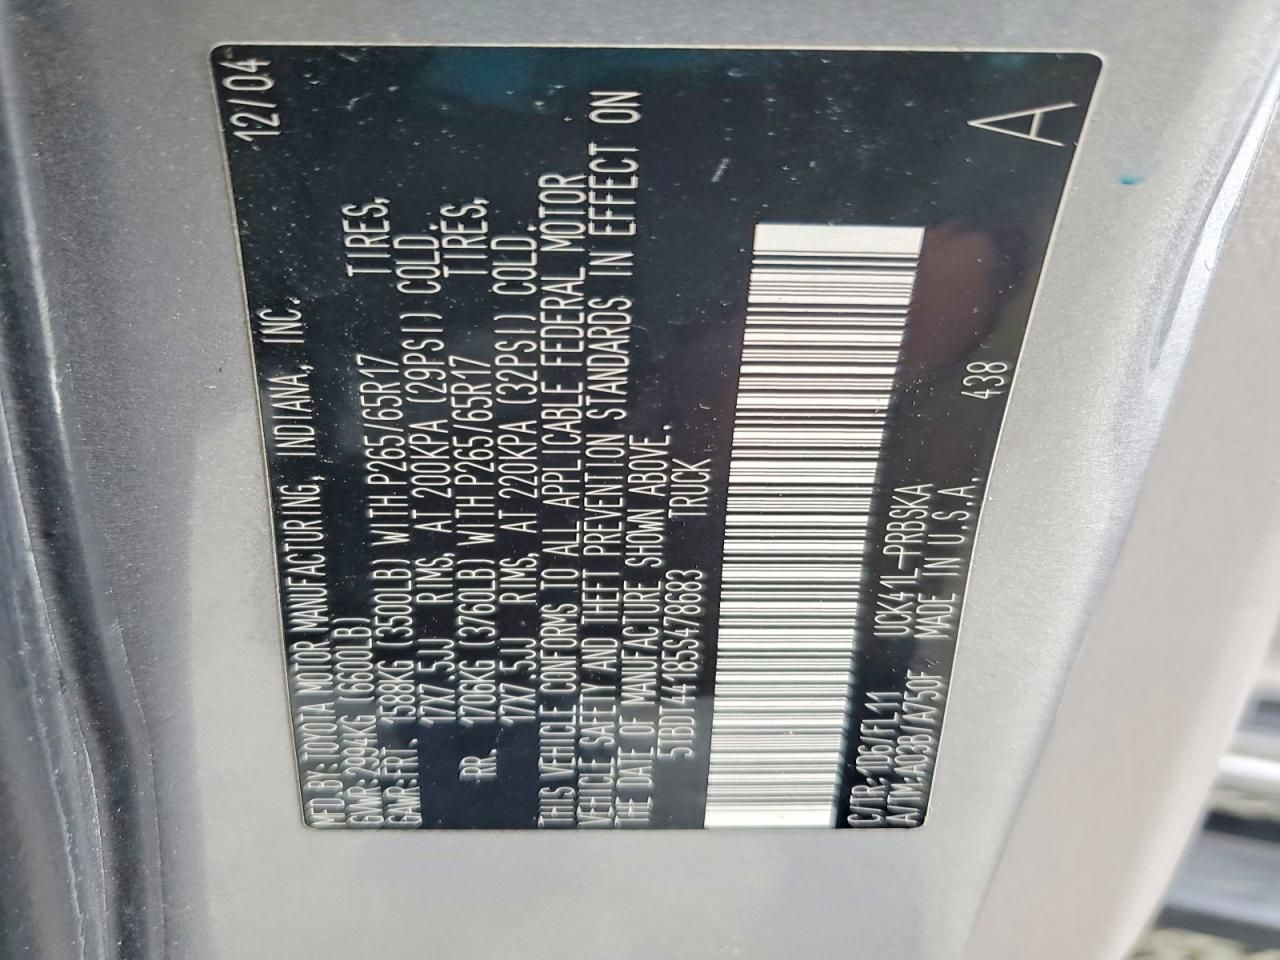 MFD.BY:TOYOTA MOTOR MANUFACTURING, INDIANA, INC. 12/04
GVWR:2994KG (6600LB)
GAWR:FRT. 1588KG (3500LB) WITH P265/65R17 TIRES,
17X7.5JJ RIMS, AT 200KPA (29PSI) COLD.
RR. 1706KG (3760LB) WITH P265/65R17 TIRES,
17X7.5JJ RIMS, AT 220KPA (32PSI) COLD.
THIS VEHICLE CONFORMS TO ALL APPLICABLE FEDERAL MOTOR
VEHICLE SAFETY AND THEFT PREVENTION STANDARDS IN EFFECT ON
THE DATE OF MANUFACTURE SHOWN ABOVE.
5TBDT44185S478683 TRUCK
C/TR:1D6/FL11 UCK41L-PRBSKA
A/TM:A03B/A750F MADE IN U.S.A. 438
A